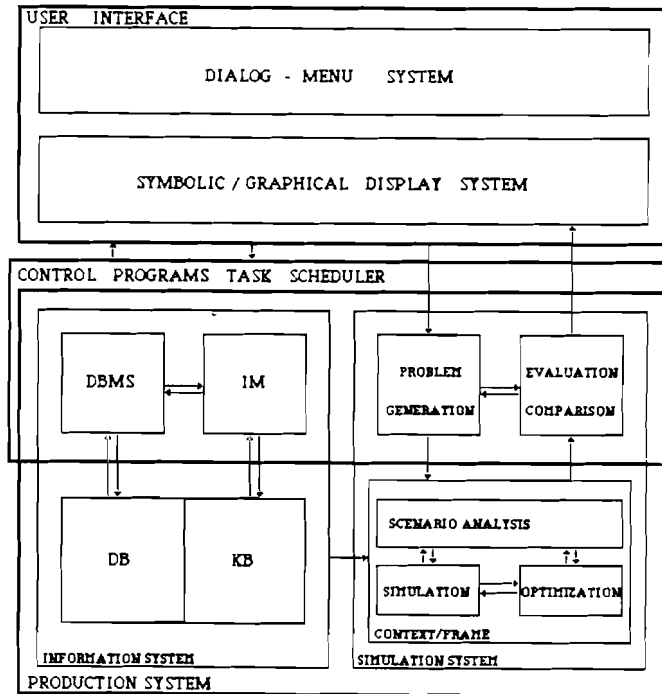 USER INTERFACE
DIALOG - MENU SYSTEM
SYMBOLIC / GRAPHICAL DISPLAY SYSTEM
CONTROL PROGRAMS TASK SCHEDULER
DBMS
IM
PROBLEM
GENERATION
EVALUATION
COMPARISON
DB
KB
SCENARIO ANALYSIS
SIMULATION
OPTIMIZATION
CONTEXT/FRAME
INFORMATION SYSTEM
SIMULATION SYSTEM
PRODUCTION SYSTEM